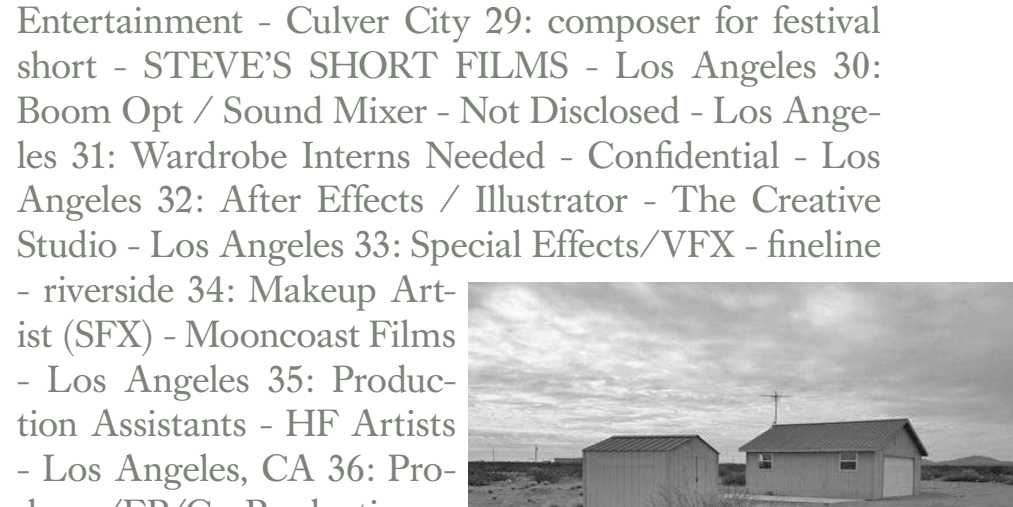 Entertainment - Culver City 29: composer for festival
short - STEVE'S SHORT FILMS - Los Angeles 30:
Boom Opt / Sound Mixer - Not Disclosed - Los Ange-
les 31: Wardrobe Interns Needed - Confidential - Los
Angeles 32: After Effects / Illustrator - The Creative
Studio - Los Angeles 33: Special Effects/VFX - fineline
- riverside 34: Makeup Art-
ist (SFX) - Mooncoast Films
- Los Angeles 35: Produc-
tion Assistants - HF Artists
- Los Angeles, CA 36: Pro-